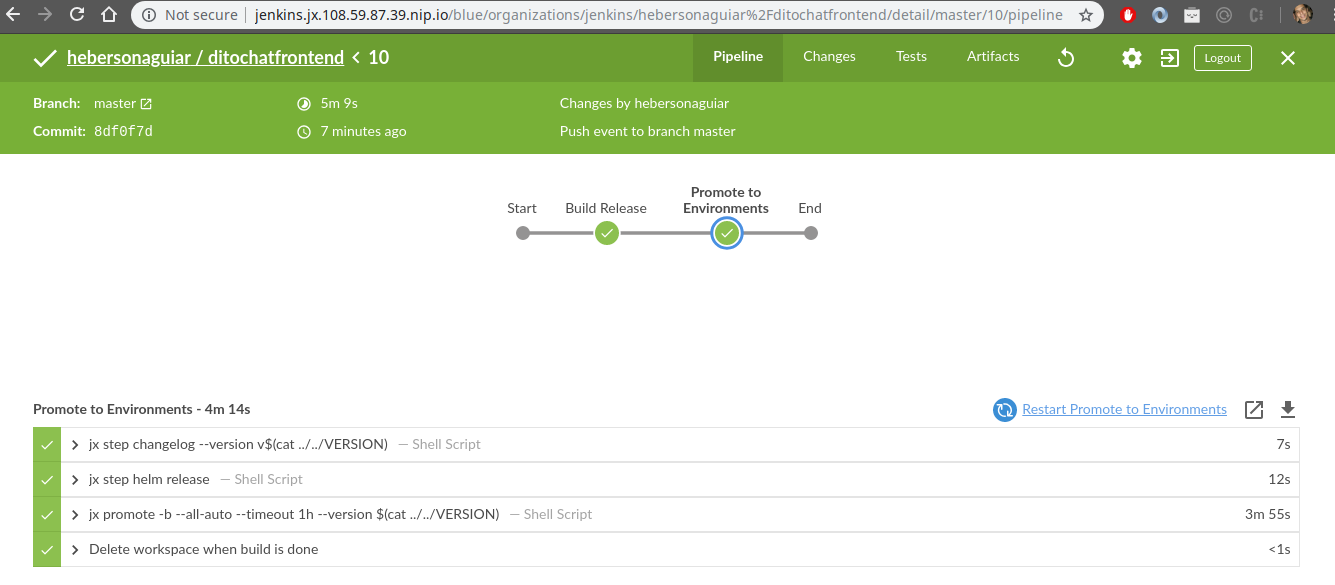 Not secure jenkins.jx.108.59.87.39.nip.io/blue/organizations/jenkins/hebersonaguiar%2Fditochatfrontend/detail/master/10/pipeline
hebersonaguiar / ditochatfrontend < 10 Pipeline Changes Tests Artifacts Logout
Branch: master 5m 9s Changes by hebersonaguiar
Commit: 8df0f7d 7 minutes ago Push event to branch master
Promote to
Start Build Release Environments End
Promote to Environments - 4m 14s Restart Promote to Environments
jx step changelog --version v$(cat ../../VERSION) — Shell Script 7s
jx step helm release — Shell Script 12s
jx promote -b --all-auto --timeout 1h --version $(cat ../../VERSION) — Shell Script 3m 55s
Delete workspace when build is done <1s